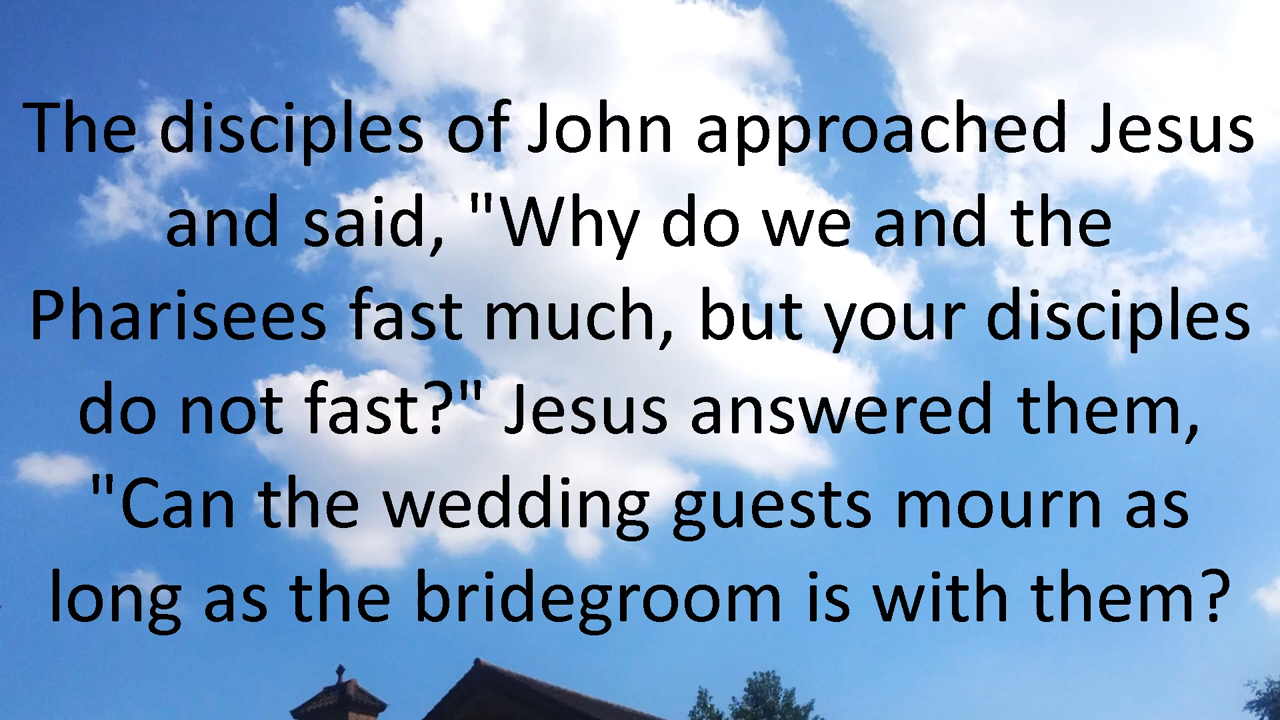 The disciples of John approached Jesus
and said, "Why do we and the
Pharisees fast much, but your disciples
do not fast?" Jesus answered them,
"Can the wedding guests mourn as
long as the bridegroom is with them?